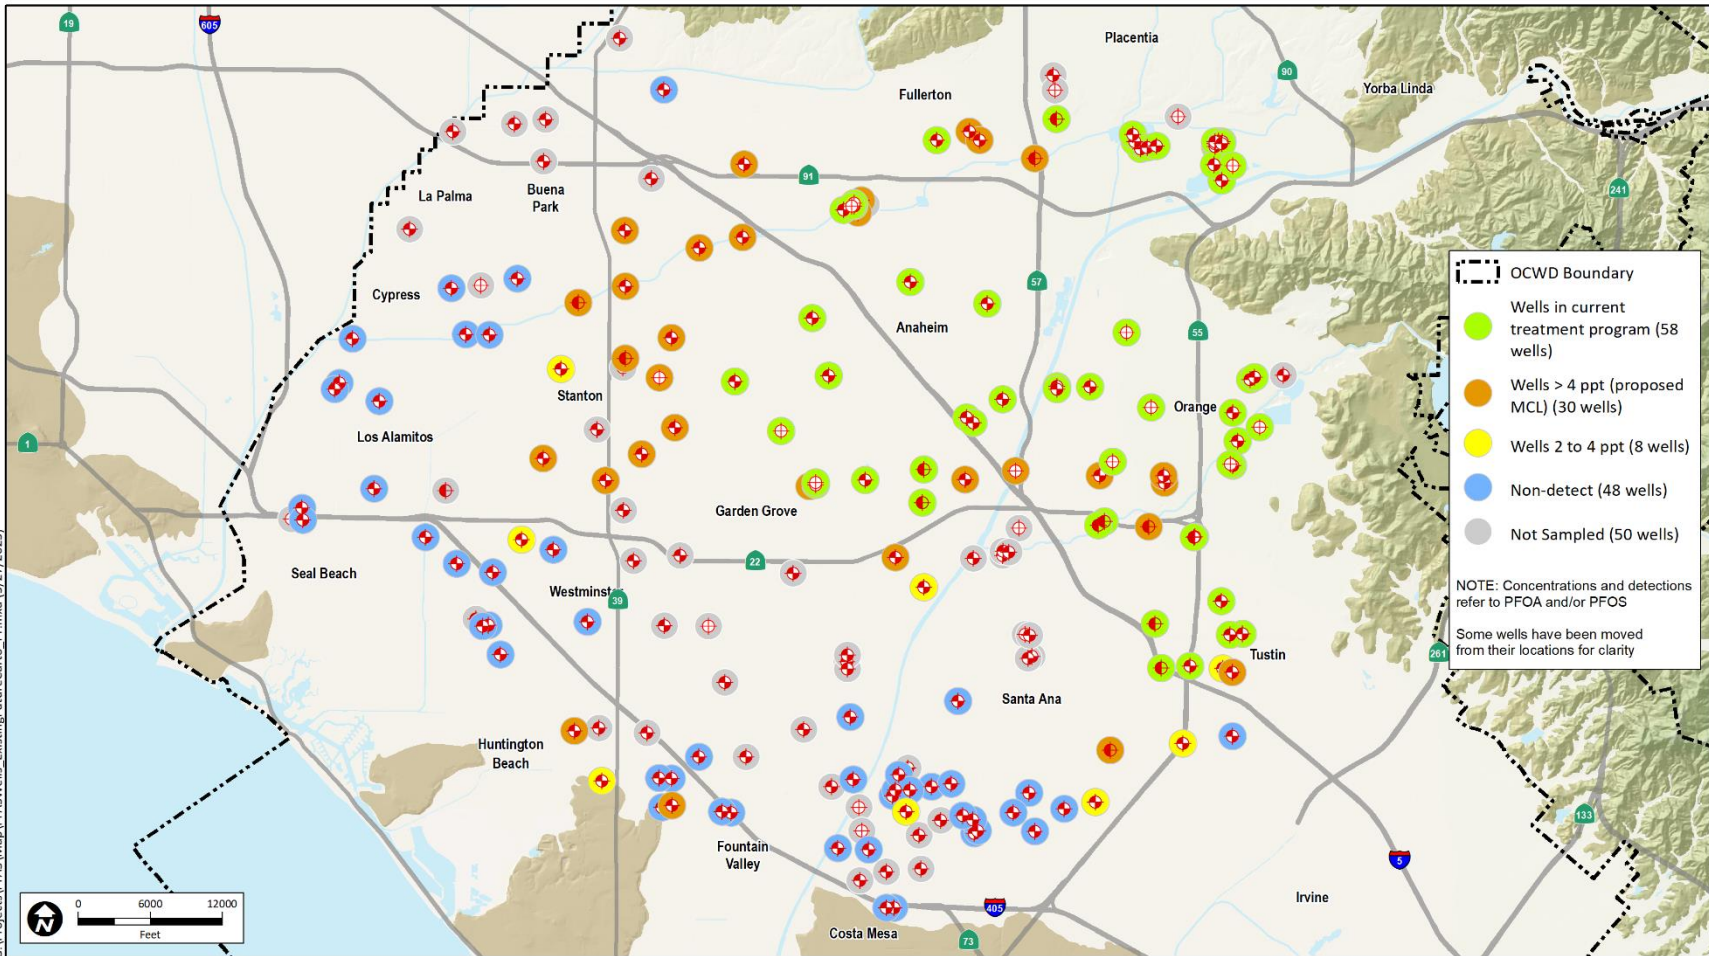 19
605
Placentia
90
Yorba Linda
Fullerton
91
241
La Palma
Buena
Park
Cypress
57
Anaheim
55
Stanton
Orange
Los Alamitos
1
Garden Grove
22
Seal Beach
Westminster
39
Tustin
261
Santa Ana
Huntington
Beach
133
Fountain
Valley
5
Irvine
405
Costa Mesa
73
OCWD Boundary
Wells in current
treatment program (58
wells)
Wells > 4 ppt (proposed
MCL) (30 wells)
Wells 2 to 4 ppt (8 wells)
Non-detect (48 wells)
Not Sampled (50 wells)
NOTE: Concentrations and detections
refer to PFOA and/or PFOS
Some wells have been moved
from their locations for clarity
N
0 6000 12000
Feet